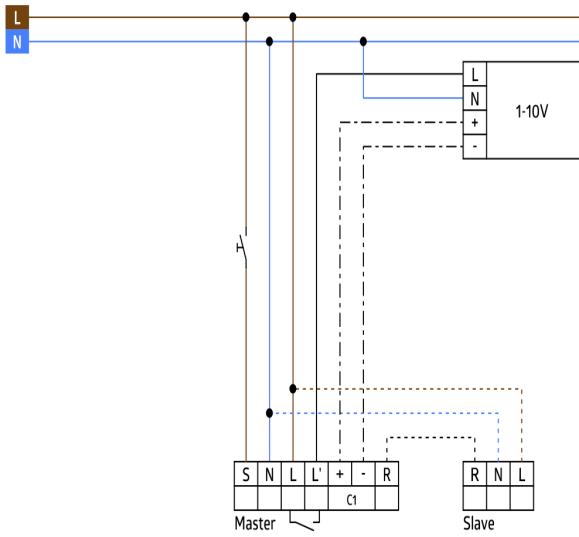 L
N
L
N
+
1-10V
-
S N L L' + - R
R N L
C1
Master
Slave